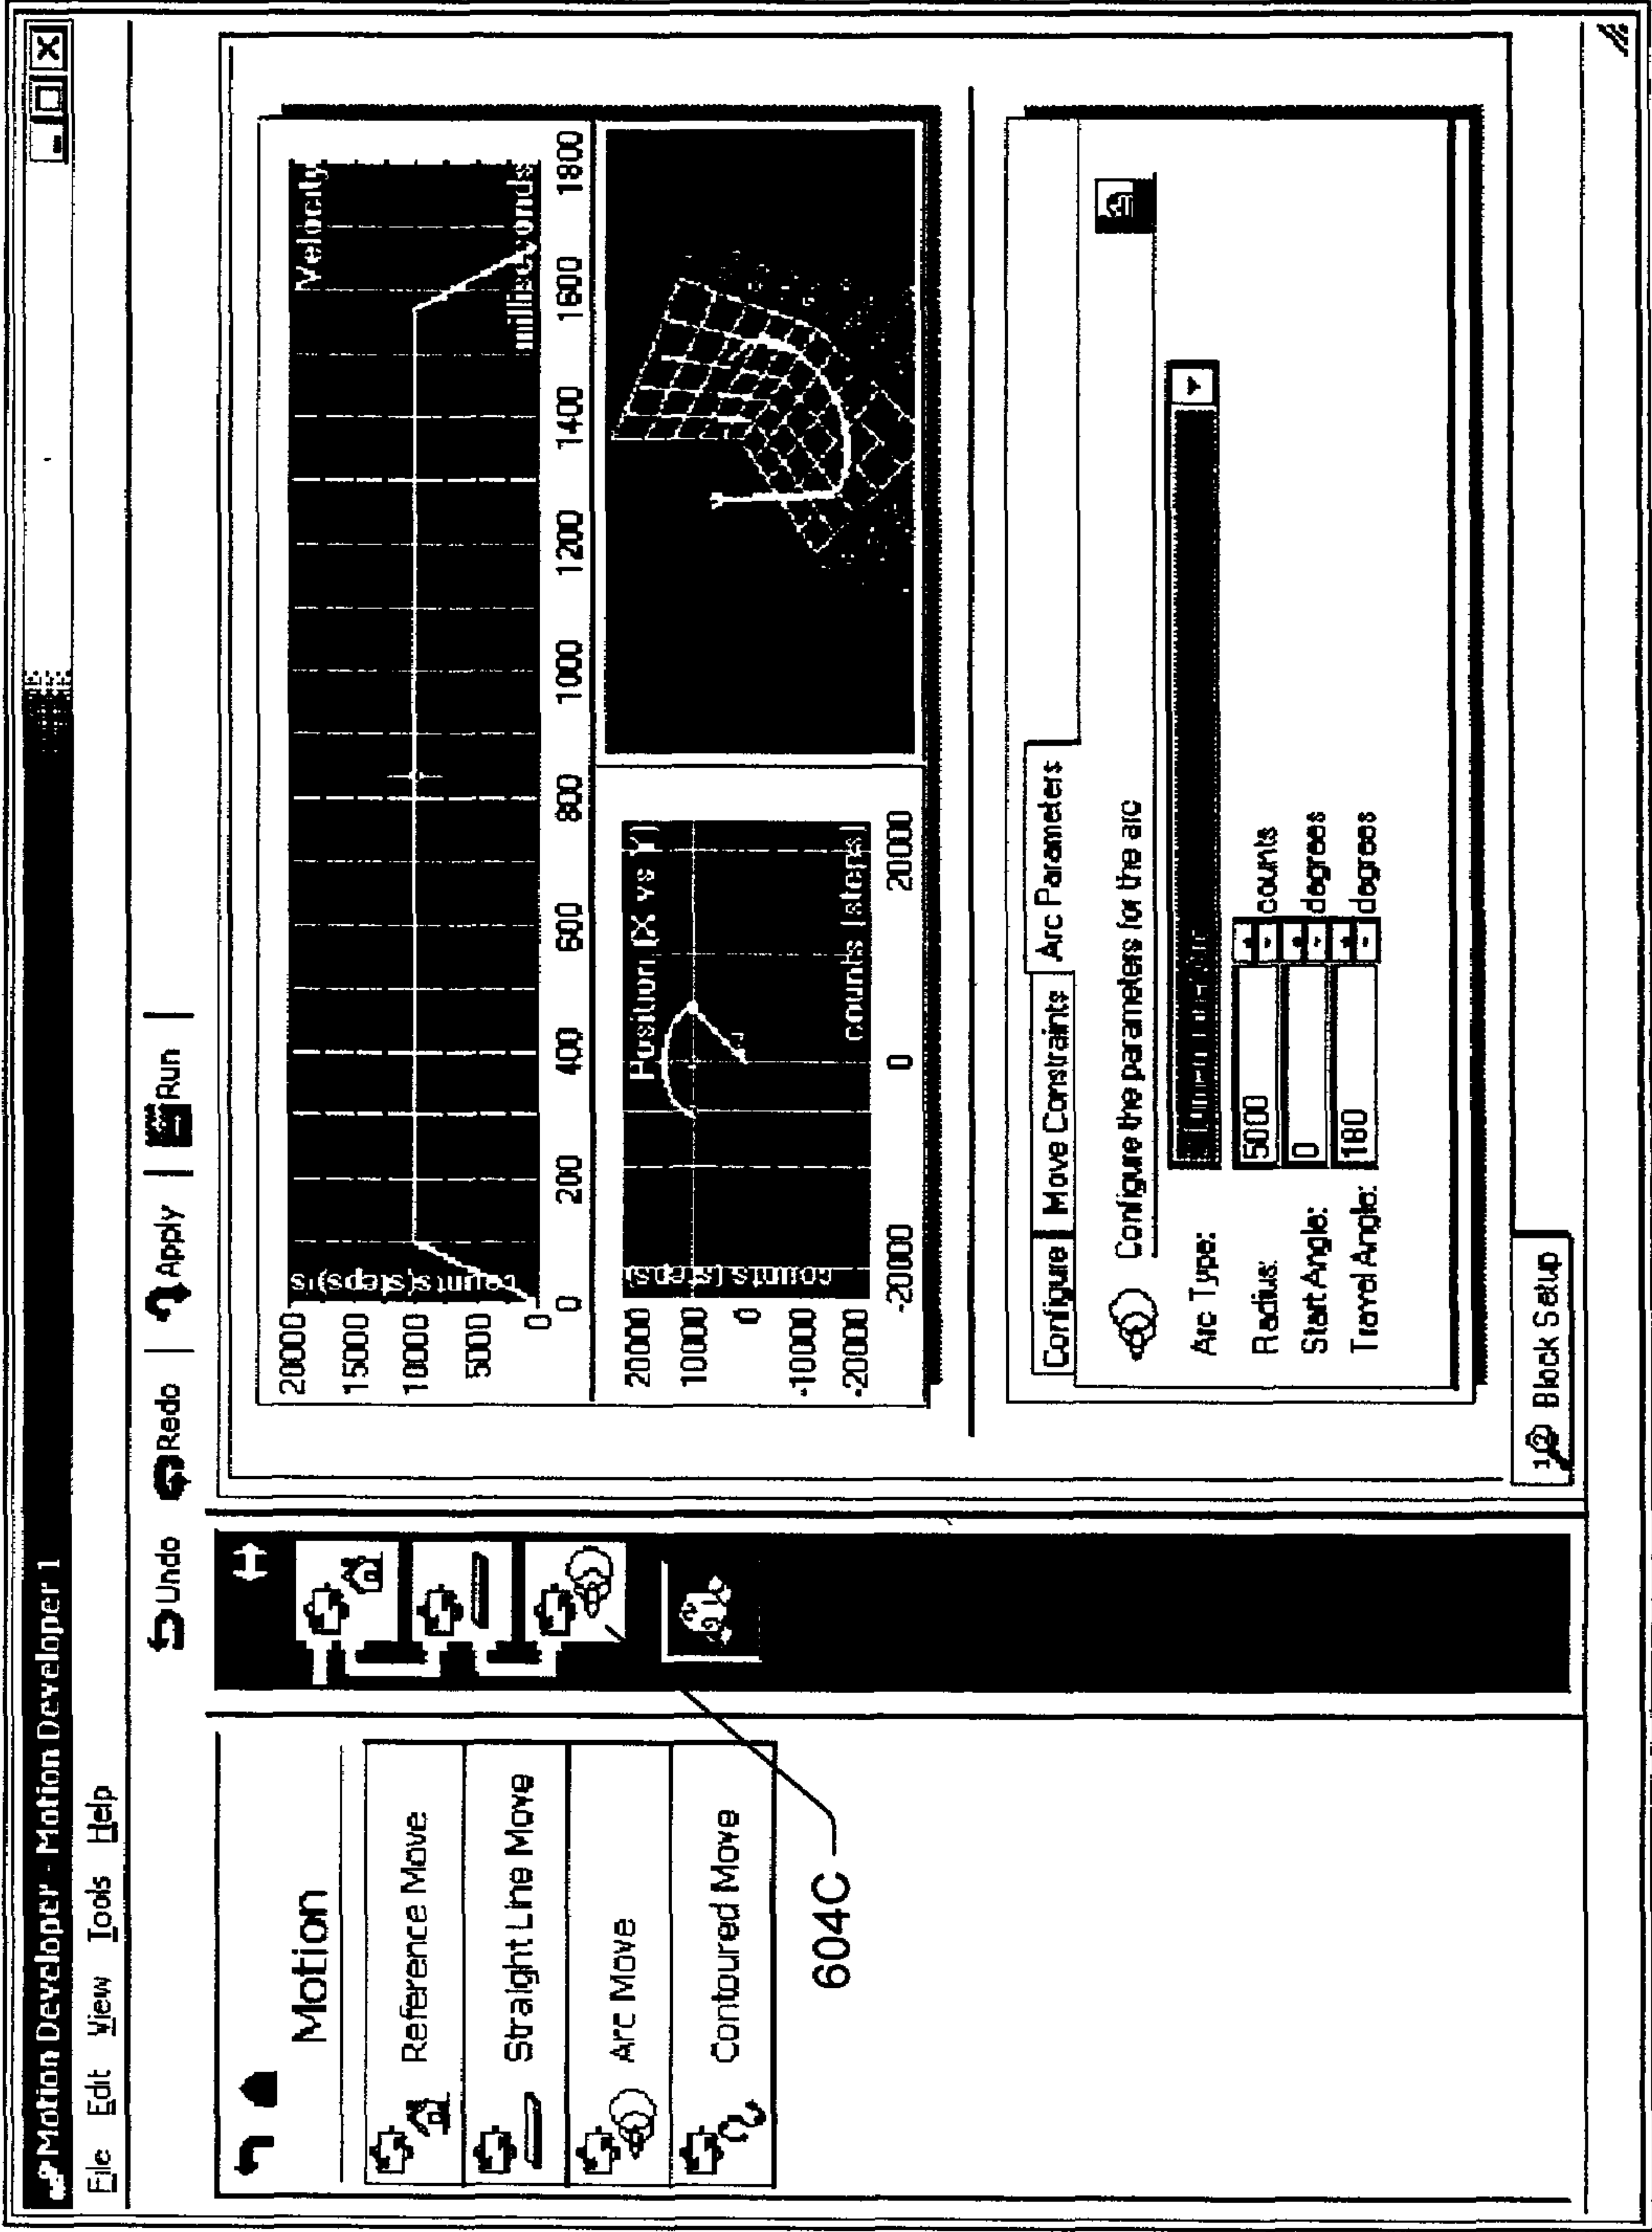 Motion Developer - Motion Developer 1
File Edit View Tools Help
Undo Redo Apply Run
Motion
Reference Move
Straight Line Move
Arc Move
Contoured Move
604C
Velocity
counts(steps)/s
milliseconds
20000
15000
10000
5000
0
0 200 400 600 800 1000 1200 1400 1600 1800
Position (X vs Y)
counts (steps)
counts (steps)
20000
10000
0
-10000
-20000
-20000 0 20000
Configure Move Constraints Arc Parameters
Configure the parameters for the arc
Arc Type:
Radius: 5000 counts
Start Angle: 0 degrees
Travel Angle: 180 degrees
Block Setup